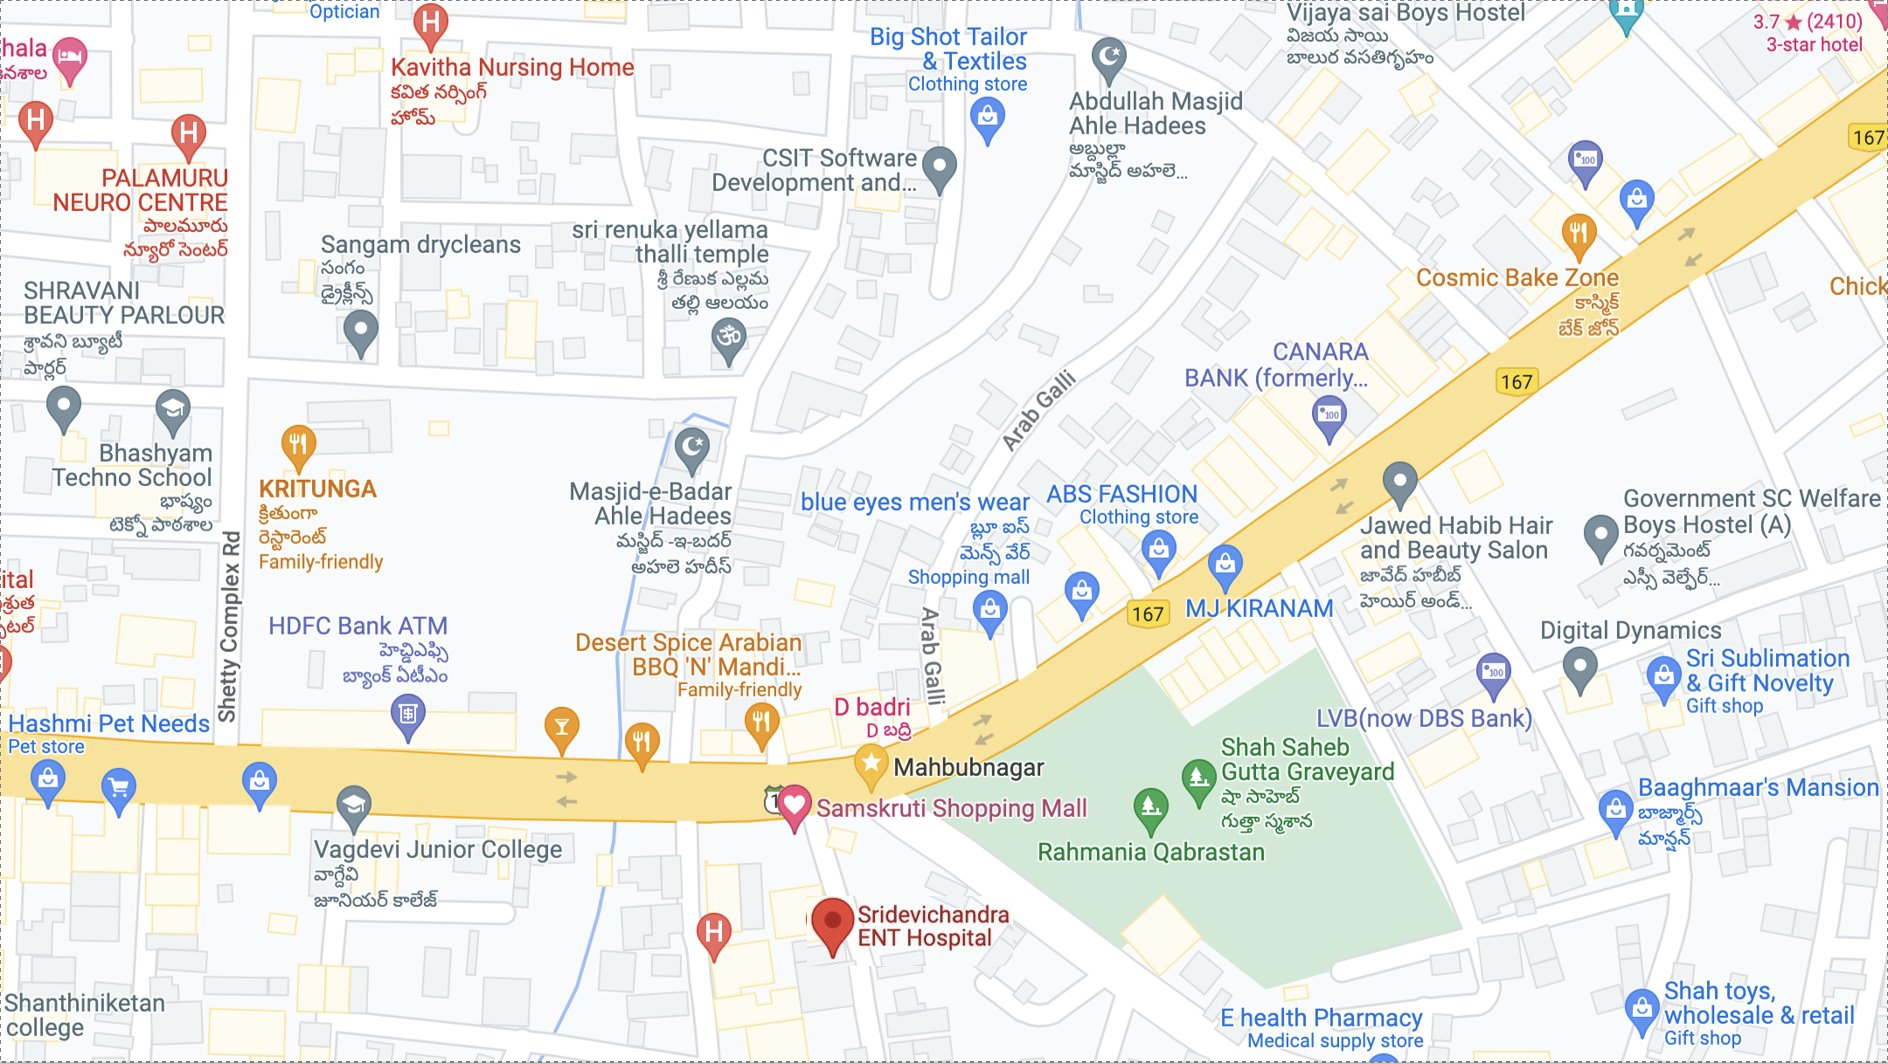 Optician
hala
నశాల
Kavitha Nursing Home
కవిత నర్సింగ్
హోమ్
PALAMURU
NEURO CENTRE
పాలమూరు
న్యూరో సెంటర్
Big Shot Tailor
& Textiles
Clothing store
Abdullah Masjid
Ahle Hadees
అబ్దుల్లా
మాస్జిద్ అహలె...
Vijaya sai Boys Hostel
విజయ సాయి
బాలుర వసతిగృహం
3.7 ★ (2410)
3-star hotel
167
CSIT Software
Development and...
Sangam drycleans
సంగం
డ్రైక్లీన్స్
sri renuka yellama
thalli temple
శ్రీ రేణుక ఎల్లమ
తల్లి ఆలయం
SHRAVANI
BEAUTY PARLOUR
శ్రావని బ్యూటీ
పార్లర్
Cosmic Bake Zone
కాస్మిక్
బేక్ జోన్
Chick
CANARA
BANK (formerly...
167
Arab Galli
Bhashyam
Techno School
భాష్యం
టెక్నో పాఠశాల
KRITUNGA
క్రితుంగా
రెస్టారెంట్
Family-friendly
Masjid-e-Badar
Ahle Hadees
మస్జిద్ -ఇ-బదర్
అహలె హదీస్
blue eyes men's wear
బ్లూ ఐస్
మెన్స్ వేర్
Shopping mall
ABS FASHION
Clothing store
Jawed Habib Hair
and Beauty Salon
జావేద్ హబీబ్
హెయిర్ అండ్...
Government SC Welfare
Boys Hostel (A)
గవర్నమెంట్
ఎస్సీ వెల్ఫేర్...
Shetty Complex Rd
ital
శ్రుత
ప్పటల్
167
MJ KIRANAM
HDFC Bank ATM
హెచ్డిఎఫ్సి
బ్యాంక్ ఏటీఎం
Desert Spice Arabian
BBQ 'N' Mandi...
Family-friendly
Arab Galli
Digital Dynamics
Sri Sublimation
& Gift Novelty
Gift shop
LVB(now DBS Bank)
Hashmi Pet Needs
Pet store
D badri
D బద్రి
Mahbubnagar
Shah Saheb
Gutta Graveyard
షా సాహెబ్
గుత్తా స్మశాన
Samskruti Shopping Mall
Rahmania Qabrastan
Baaghmaar's Mansion
బాజ్మార్స్
మాన్షన్
Vagdevi Junior College
వాగ్దేవి
జూనియర్ కాలేజ్
Sridevichandra
ENT Hospital
Shanthiniketan
college
E health Pharmacy
Medical supply store
Shah toys,
wholesale & retail
Gift shop